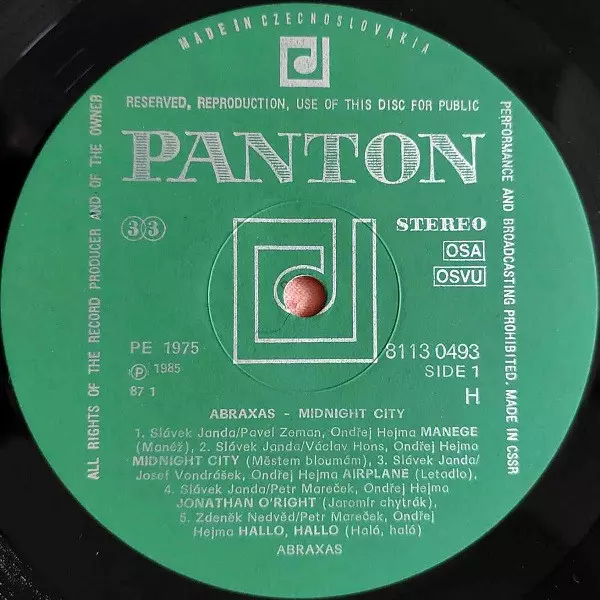 MADE IN CZECHOSLOVAKIA
RESERVED, REPRODUCTION, USE OF THIS DISC FOR PUBLIC
PERFORMANCE AND BROADCASTING PROHIBITED. MADE IN ČSSR
ALL RIGHTS OF THE RECORD PRODUCER AND OF THE OWNER
PANTON
33
STEREO
OSA
OSVU
PE 1975
℗ 1985
87 1
8113 0493
SIDE 1
H
ABRAXAS - MIDNIGHT CITY
1. Slávek Janda/Pavel Zeman, Ondřej Hejma MANEGE
(Manéž), 2. Slávek Janda/Václav Hons, Ondřej Hejma
MIDNIGHT CITY (Městem bloumám), 3. Slávek Janda/
Josef Vondrášek, Ondřej Hejma AIRPLANE (Letadlo),
4. Slávek Janda/Petr Mareček, Ondřej Hejma
JONATHAN O'RIGHT (Jaromír chytrák),
5. Zdeněk Nedvěd/Petr Mareček, Ondřej
Hejma HALLO, HALLO (Haló, haló)
ABRAXAS